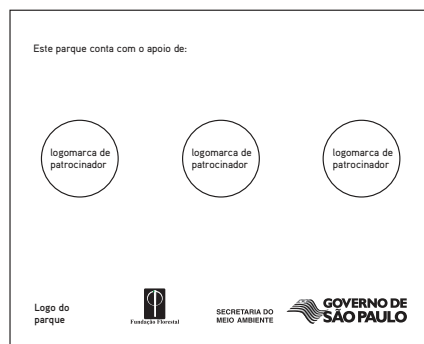 Este parque conta com o apoio de:
logomarca de
patrocinador
logomarca de
patrocinador
logomarca de
patrocinador
Logo do
parque
Fundação Florestal
SECRETARIA DO
MEIO AMBIENTE
GOVERNO DE
SÃO PAULO